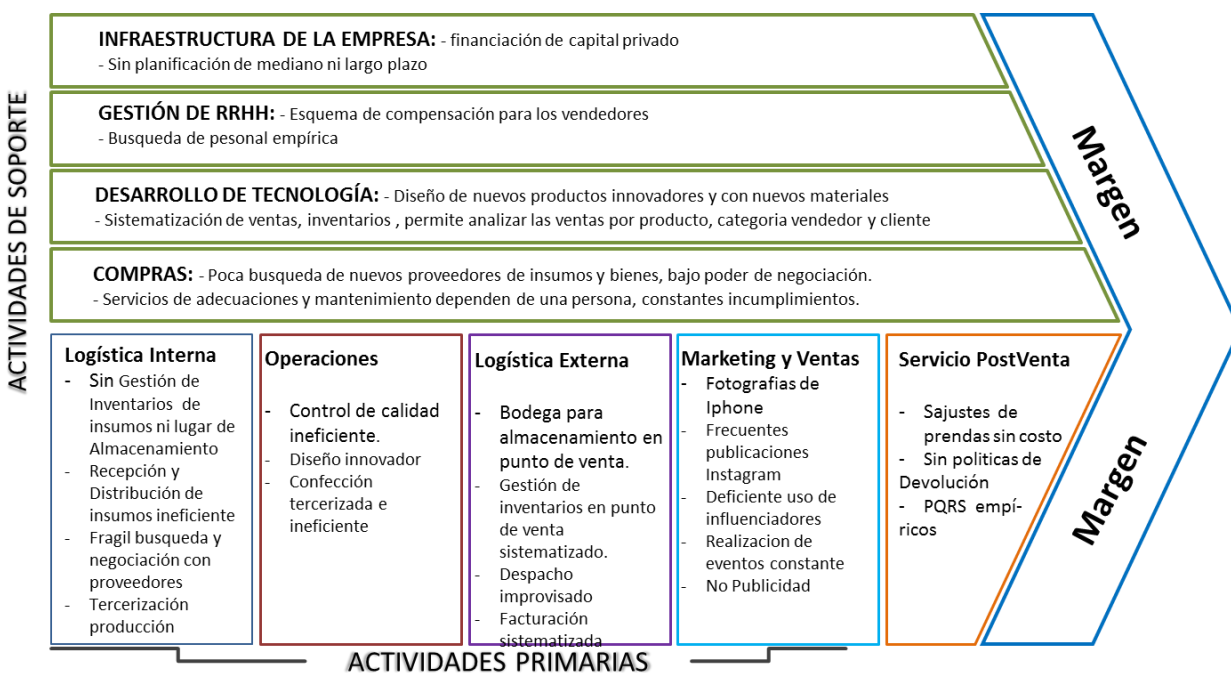 INFRAESTRUCTURA DE LA EMPRESA: - financiación de capital privado
- Sin planificación de mediano ni largo plazo
GESTIÓN DE RRHH: - Esquema de compensación para los vendedores
- Busqueda de pesonal empírica
DESARROLLO DE TECNOLOGÍA: - Diseño de nuevos productos innovadores y con nuevos materiales
- Sistematización de ventas, inventarios , permite analizar las ventas por producto, categoria vendedor y cliente
COMPRAS: - Poca busqueda de nuevos proveedores de insumos y bienes, bajo poder de negociación.
- Servicios de adecuaciones y mantenimiento dependen de una persona, constantes incumplimientos.
ACTIVIDADES DE SOPORTE
Margen
Margen
Logística Interna
- Sin Gestión de
Inventarios de
insumos ni lugar de
Almacenamiento
- Recepción y
Distribución de
insumos ineficiente
- Fragil busqueda y
negociación con
proveedores
- Tercerización
producción
Operaciones
- Control de calidad
ineficiente.
- Diseño innovador
- Confección
tercerizada e
ineficiente
Logística Externa
- Bodega para
almacenamiento en
punto de venta.
- Gestión de
inventarios en punto
de venta
sistematizado.
- Despacho
improvisado
- Facturación
sistematizada
Marketing y Ventas
- Fotografias de
Iphone
- Frecuentes
publicaciones
Instagram
- Deficiente uso de
influenciadores
- Realizacion de
eventos constante
- No Publicidad
Servicio PostVenta
- Sajustes de
prendas sin costo
- Sin politicas de
Devolución
- PQRS empí-
ricos
ACTIVIDADES PRIMARIAS